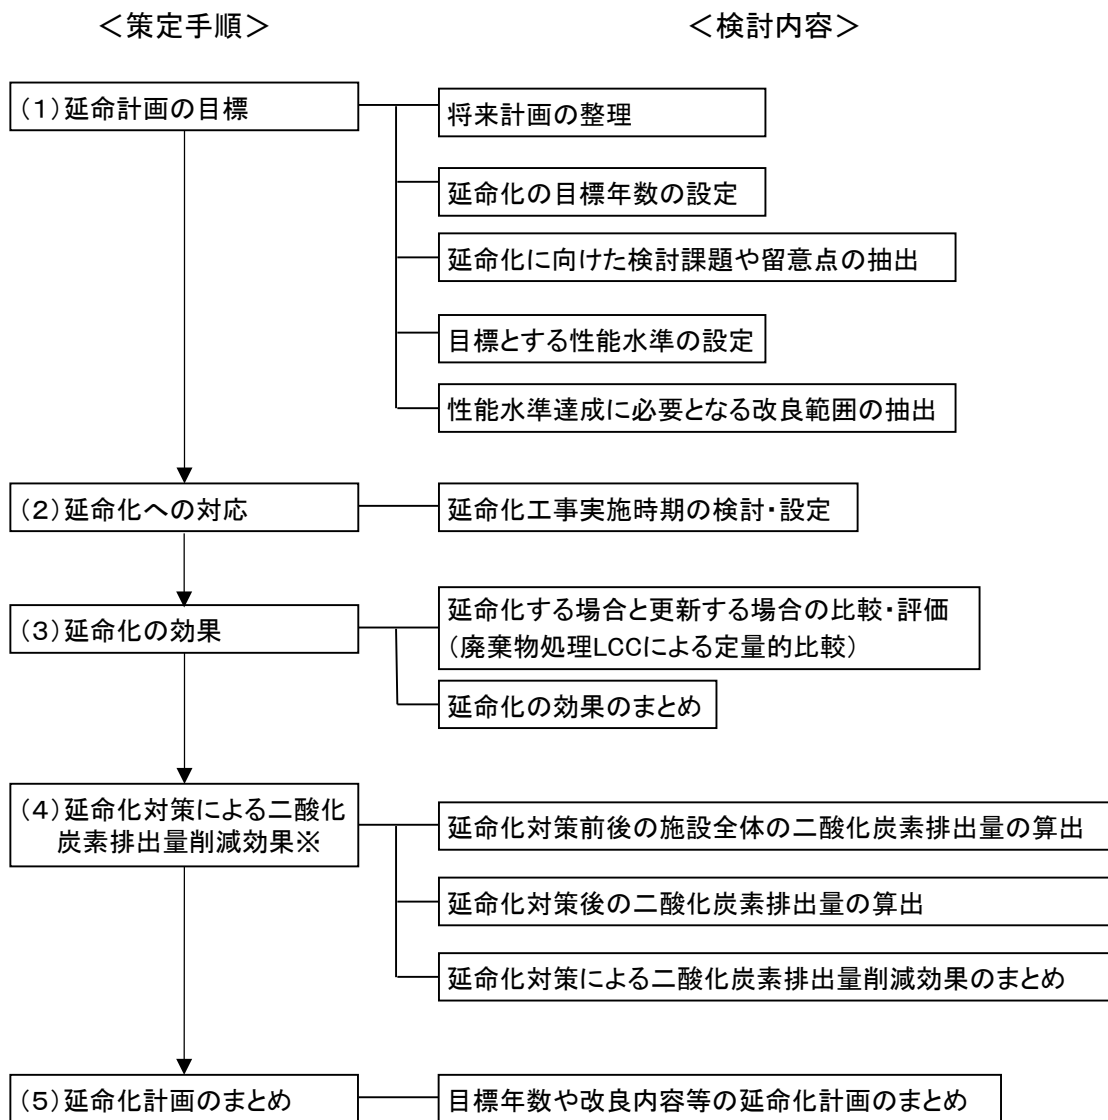 ＜策定手順＞
＜検討内容＞
（１）延命計画の目標
将来計画の整理
延命化の目標年数の設定
延命化に向けた検討課題や留意点の抽出
目標とする性能水準の設定
性能水準達成に必要となる改良範囲の抽出
（２）延命化への対応
延命化工事実施時期の検討・設定
（３）延命化の効果
延命化する場合と更新する場合の比較・評価
（廃棄物処理LCCによる定量的比較）
延命化の効果のまとめ
（４）延命化対策による二酸化
炭素排出量削減効果※
延命化対策前後の施設全体の二酸化炭素排出量の算出
延命化対策後の二酸化炭素排出量の算出
延命化対策による二酸化炭素排出量削減効果のまとめ
（５）延命化計画のまとめ
目標年数や改良内容等の延命化計画のまとめ